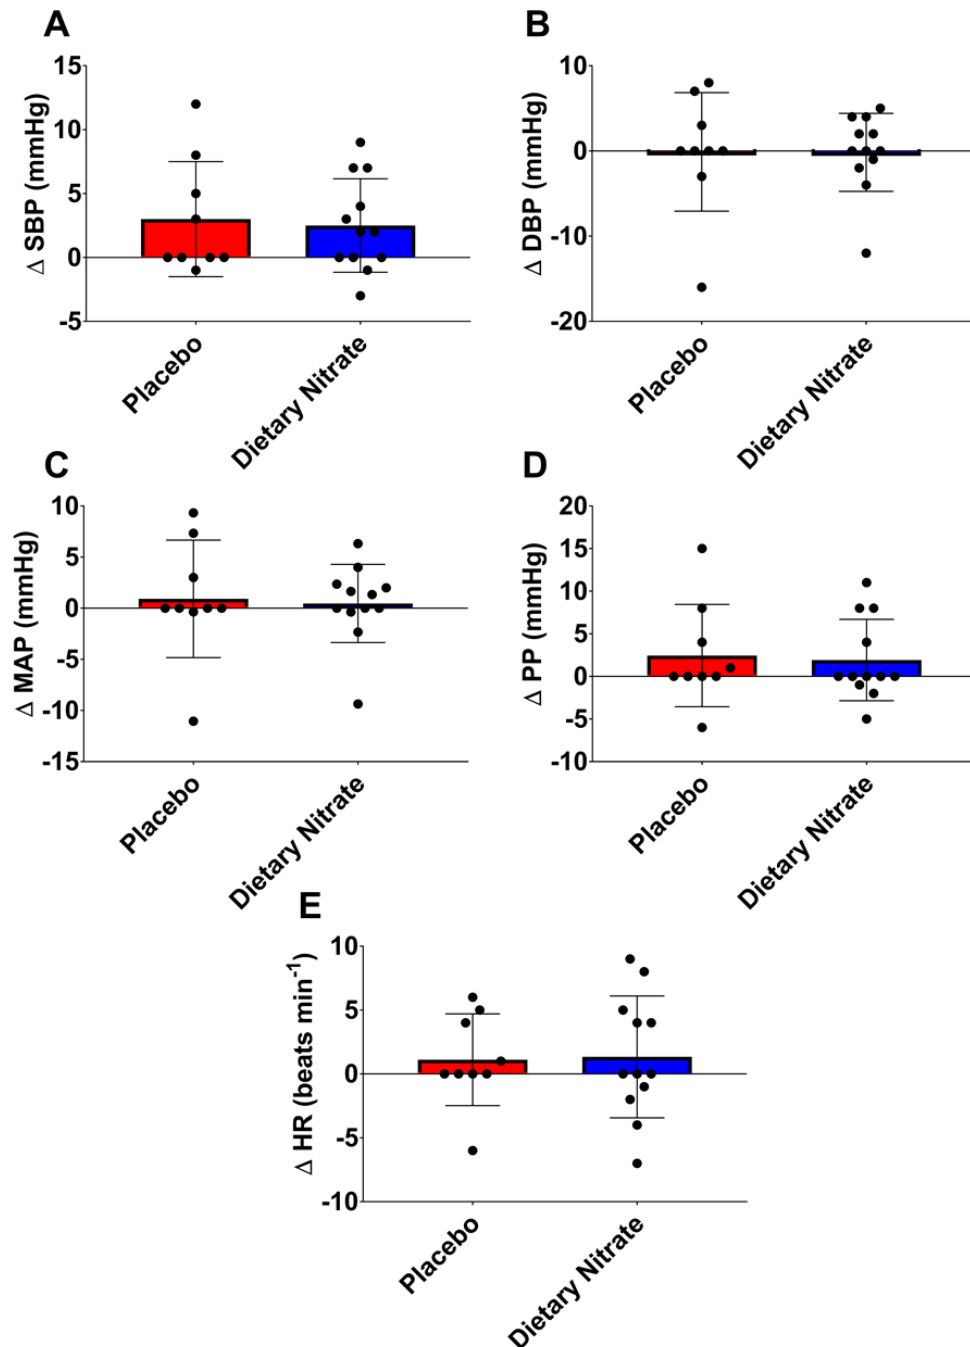 A
Δ SBP (mmHg)
15
10
5
0
-5
Placebo
Dietary Nitrate
B
Δ DBP (mmHg)
10
0
-10
-20
Placebo
Dietary Nitrate
C
Δ MAP (mmHg)
10
5
0
-5
-10
-15
Placebo
Dietary Nitrate
D
Δ PP (mmHg)
20
15
10
5
0
-5
-10
Placebo
Dietary Nitrate
E
Δ HR (beats min⁻¹)
10
5
0
-5
-10
Placebo
Dietary Nitrate